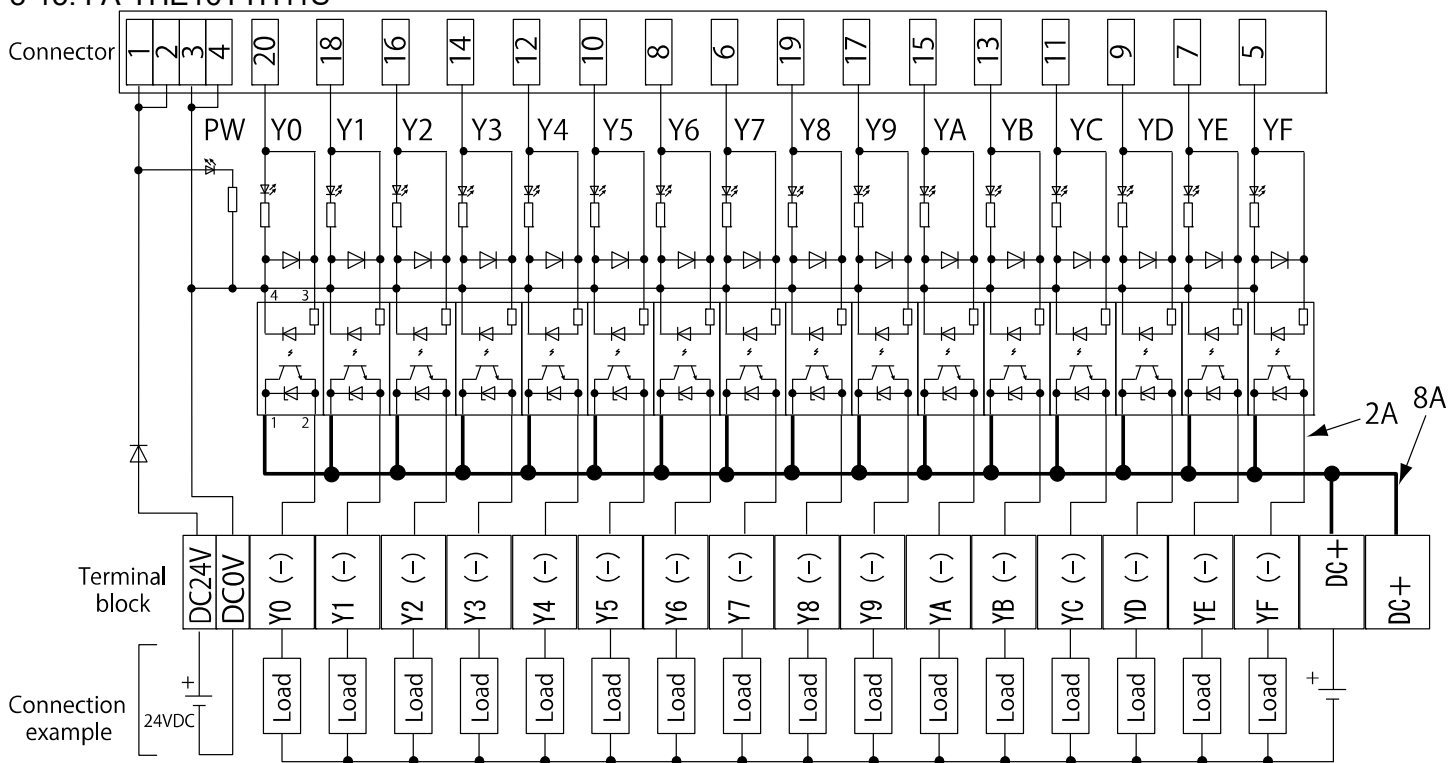 Connector 1 2 3 4 20 18 16 14 12 10 8 6 19 17 15 13 11 9 7 5
PW Y0 Y1 Y2 Y3 Y4 Y5 Y6 Y7 Y8 Y9 YA YB YC YD YE YF
4 3
1 2
2A
8A
Terminal
block
DC24V DC0V Y0 (-) Y1 (-) Y2 (-) Y3 (-) Y4 (-) Y5 (-) Y6 (-) Y7 (-) Y8 (-) Y9 (-) YA (-) YB (-) YC (-) YD (-) YE (-) YF (-) DC+ DC+
Connection
example
+
24VDC
Load Load Load Load Load Load Load Load Load Load Load Load Load Load Load Load
+